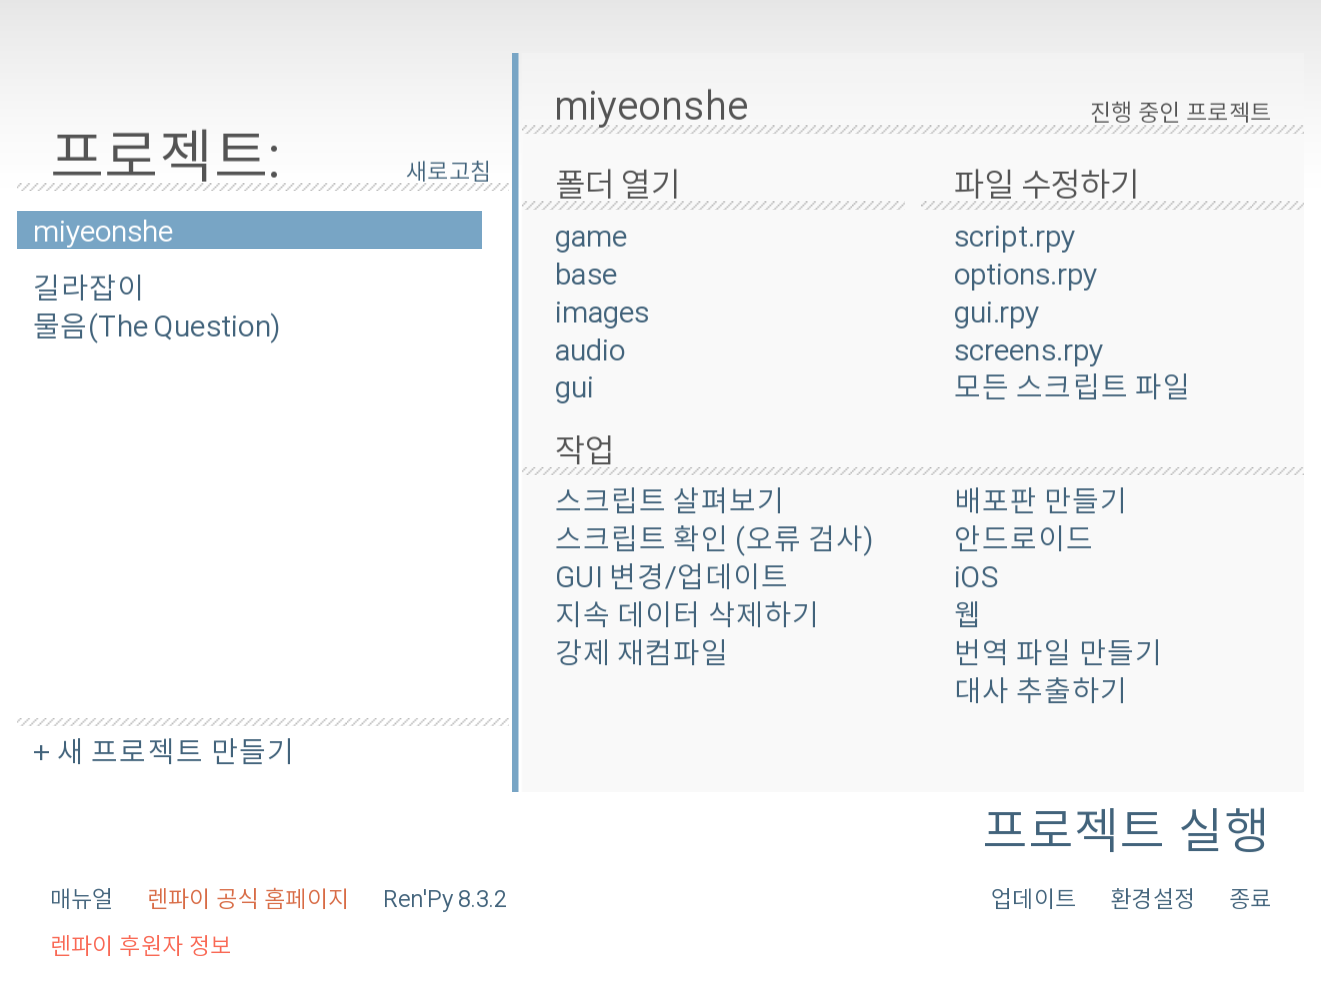 프로젝트:
새로고침
miyeonshe
길라잡이
물음(The Question)
+ 새 프로젝트 만들기
miyeonshe
진행 중인 프로젝트
폴더 열기
game
base
images
audio
gui
파일 수정하기
script.rpy
options.rpy
gui.rpy
screens.rpy
모든 스크립트 파일
작업
스크립트 살펴보기
스크립트 확인 (오류 검사)
GUI 변경/업데이트
지속 데이터 삭제하기
강제 재컴파일
배포판 만들기
안드로이드
iOS
웹
번역 파일 만들기
대사 추출하기
프로젝트 실행
매뉴얼
렌파이 공식 홈페이지
Ren'Py 8.3.2
업데이트
환경설정
종료
렌파이 후원자 정보